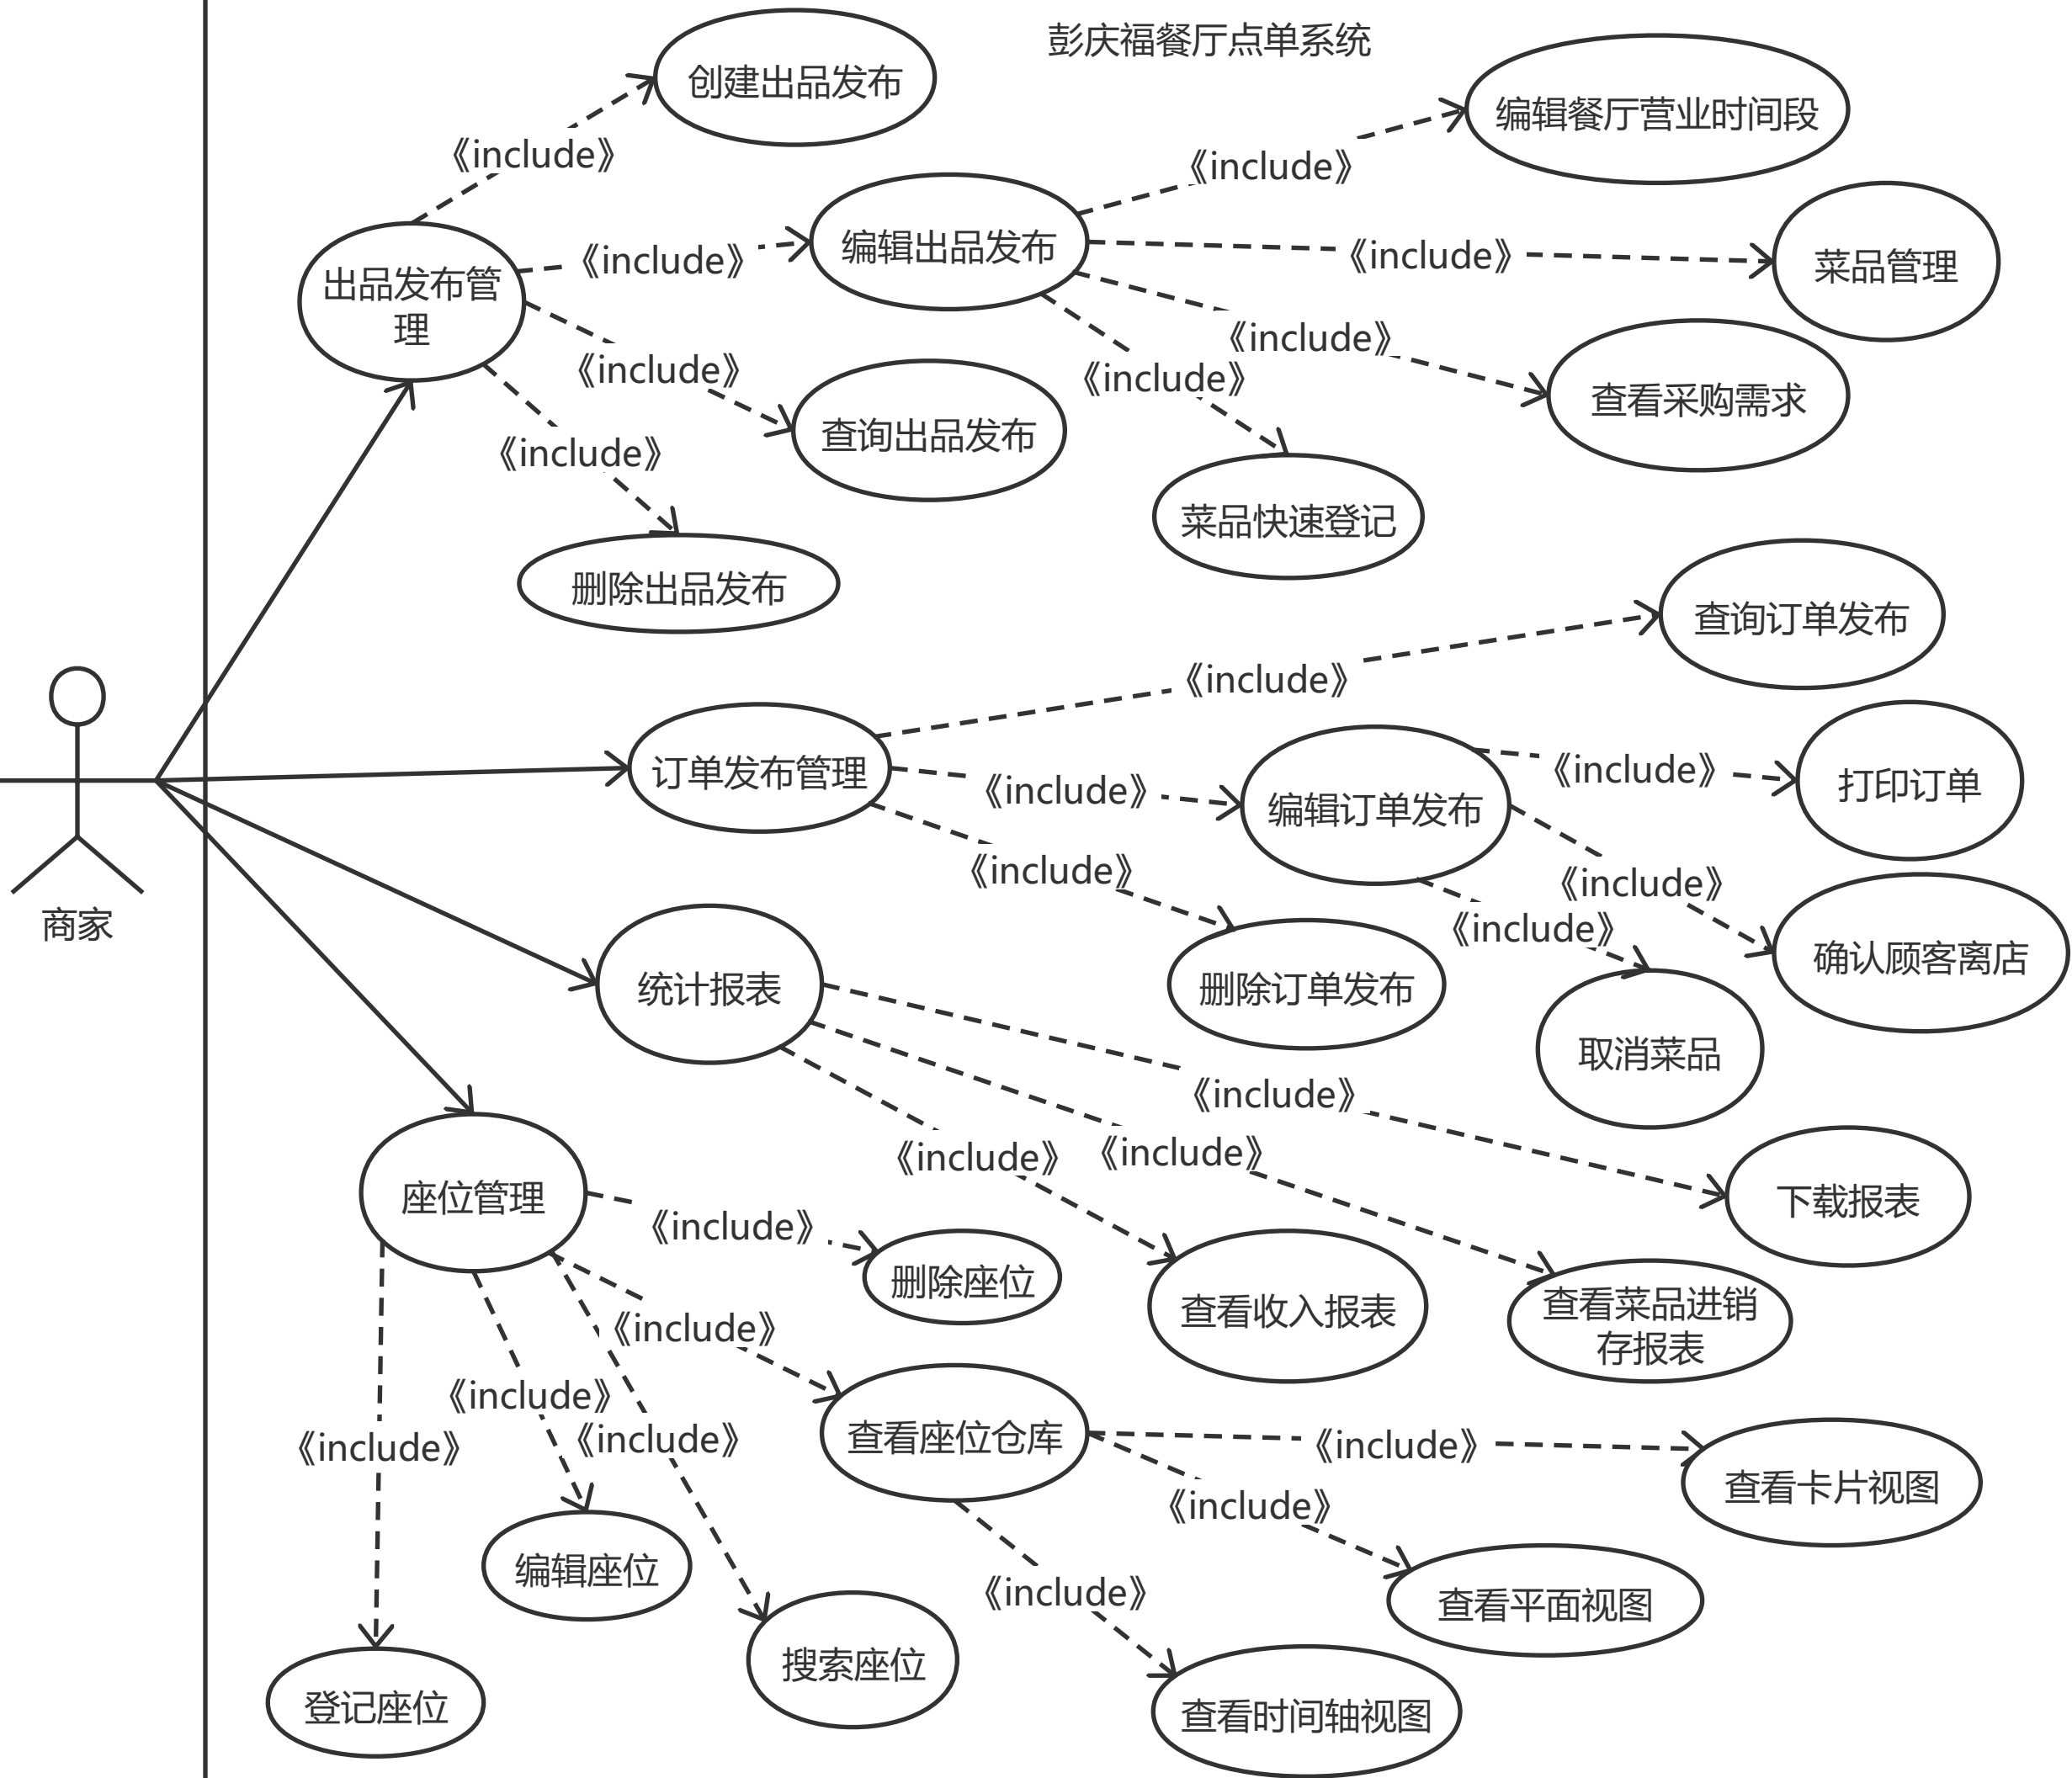 彭庆福餐厅点单系统
创建出品发布
编辑餐厅营业时间段
《include》
《include》
编辑出品发布
《include》
《include》
菜品管理
出品发布管
理
《include》
《include》
《include》
查看采购需求
查询出品发布
《include》
菜品快速登记
删除出品发布
查询订单发布
《include》
订单发布管理
《include》
《include》
打印订单
编辑订单发布
《include》
《include》
商家
《include》
确认顾客离店
统计报表
删除订单发布
取消菜品
《include》
《include》
《include》
座位管理
下载报表
《include》
删除座位
查看收入报表
查看菜品进销
存报表
《include》
《include》
《include》
《include》
查看座位仓库
《include》
查看卡片视图
《include》
编辑座位
《include》
查看平面视图
搜索座位
登记座位
查看时间轴视图